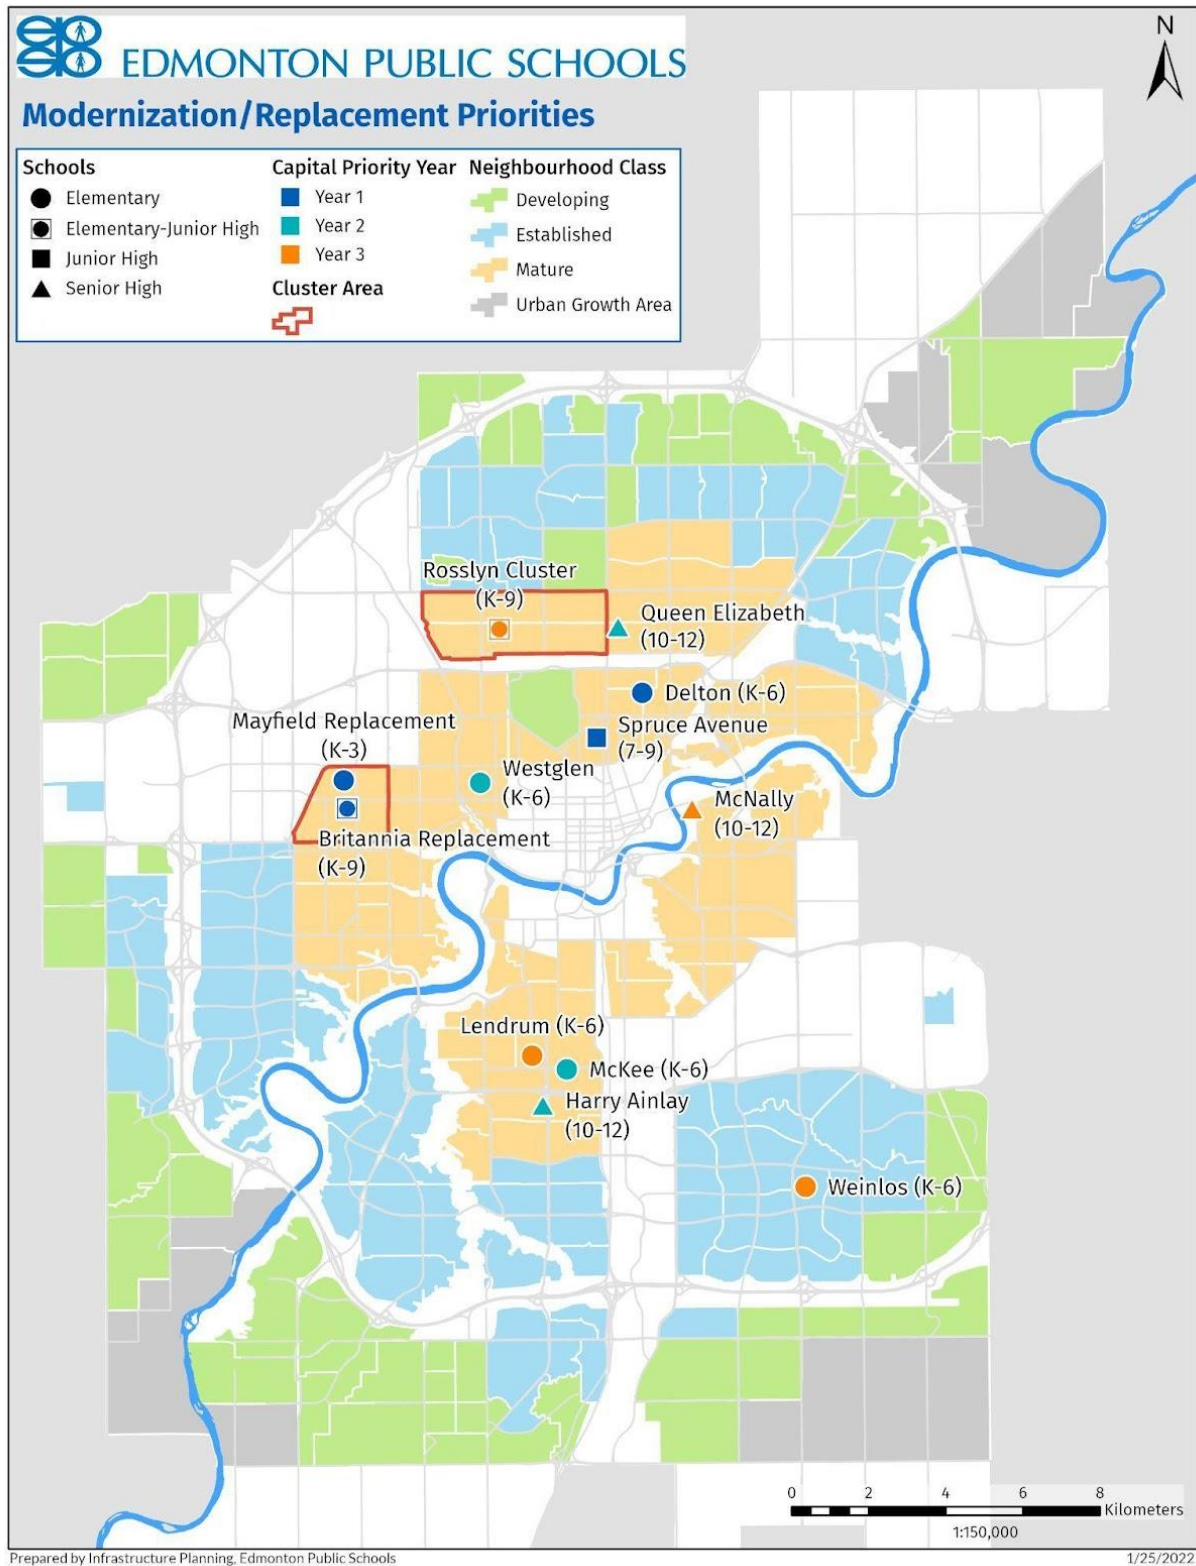 EDMONTON PUBLIC SCHOOLS
N
Modernization/Replacement Priorities
Schools
Elementary
Elementary-Junior High
Junior High
Senior High
Capital Priority Year
Year 1
Year 2
Year 3
Cluster Area
Neighbourhood Class
Developing
Established
Mature
Urban Growth Area
Rosslyn Cluster
(K-9)
Queen Elizabeth
(10-12)
Delton (K-6)
Mayfield Replacement
(K-3)
Spruce Avenue
(7-9)
Westglen
(K-6)
McNally
(10-12)
Britannia Replacement
(K-9)
Lendrum (K-6)
McKee (K-6)
Harry Ainlay
(10-12)
Weinlos (K-6)
0 2 4 6 8
Kilometers
1:150,000
Prepared by Infrastructure Planning, Edmonton Public Schools
1/25/2022